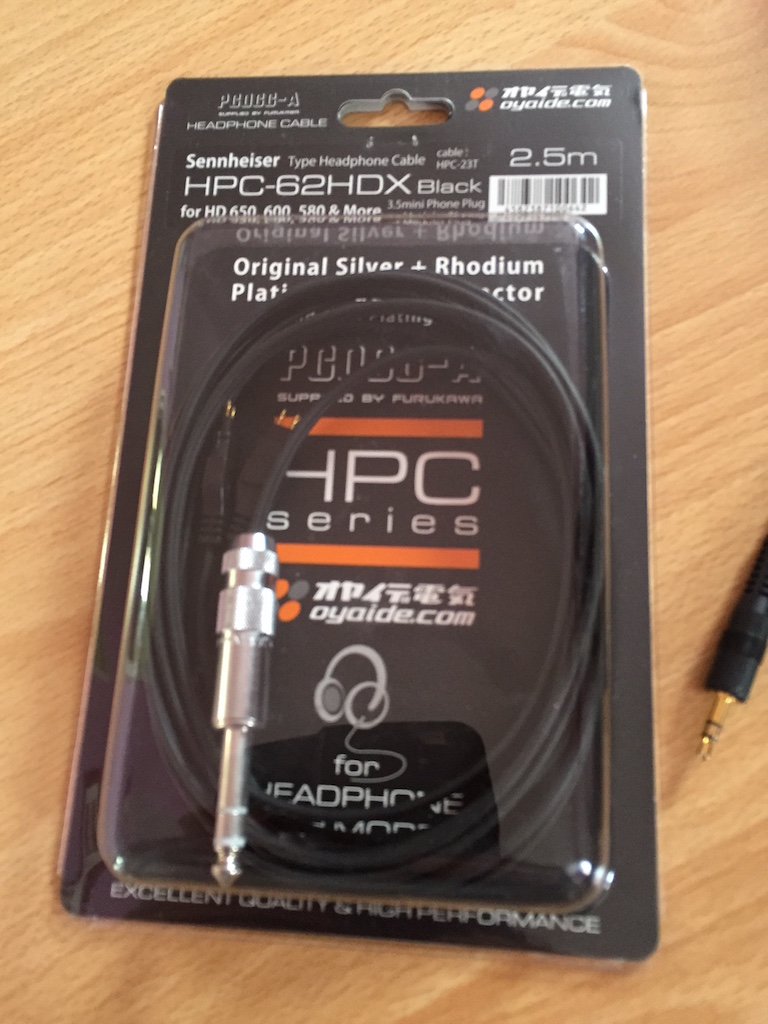 PCOCC-A
SUPPLIED BY FURUKAWA
HEADPHONE CABLE
オヤイデ電気
oyaide.com
Sennheiser Type Headphone Cable
cable:
HPC-23T
2.5m
HPC-62HDX Black
for HD 650, 600, 580 & More
3.5mini Phone Plug
Original Silver + Rhodium
Plating
PCOCC-A
SUPPLIED BY FURUKAWA
HPC
series
オヤイデ電気
oyaide.com
for
HEADPHONE
EXCELLENT QUALITY & HIGH PERFORMANCE